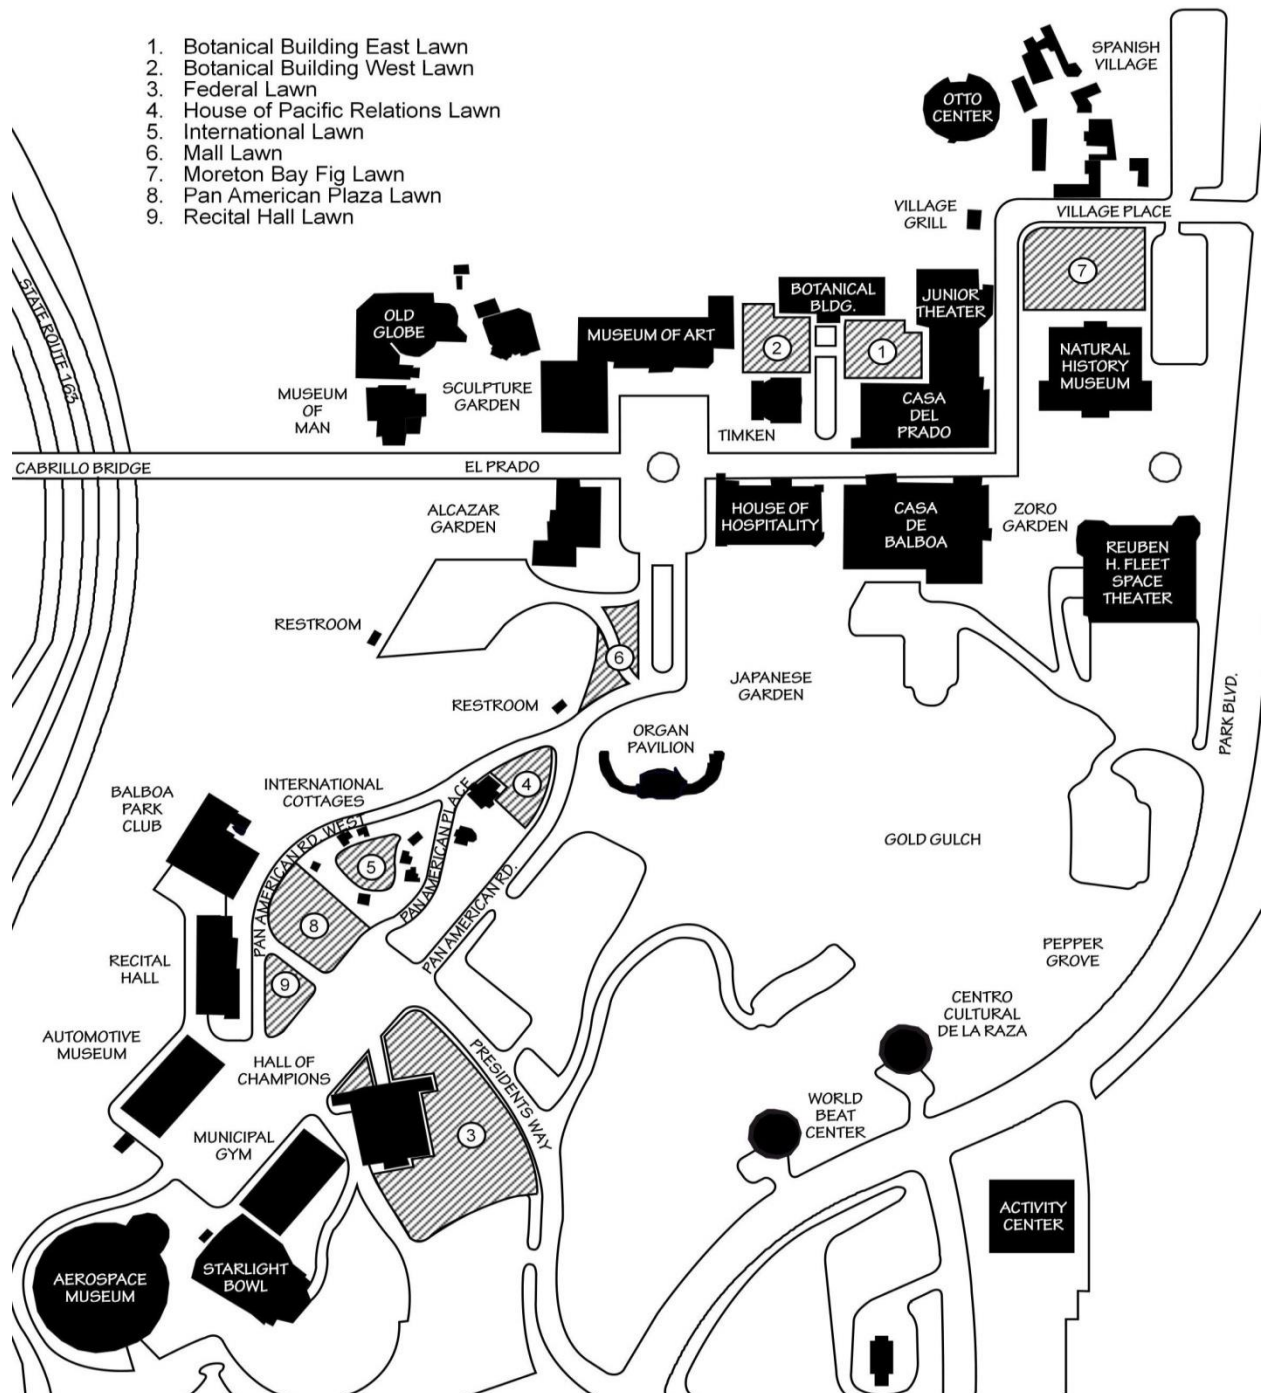 1. Botanical Building East Lawn
2. Botanical Building West Lawn
3. Federal Lawn
4. House of Pacific Relations Lawn
5. International Lawn
6. Mall Lawn
7. Moreton Bay Fig Lawn
8. Pan American Plaza Lawn
9. Recital Hall Lawn
SPANISH
VILLAGE
OTTO
CENTER
VILLAGE
GRILL
VILLAGE PLACE
7
STATE ROUTE 163
OLD
GLOBE
MUSEUM OF ART
BOTANICAL
BLDG.
JUNIOR
THEATER
2
1
NATURAL
HISTORY
MUSEUM
MUSEUM
OF
MAN
SCULPTURE
GARDEN
TIMKEN
CASA
DEL
PRADO
CABRILLO BRIDGE
EL PRADO
ALCAZAR
GARDEN
HOUSE OF
HOSPITALITY
CASA
DE
BALBOA
ZORO
GARDEN
REUBEN
H. FLEET
SPACE
THEATER
RESTROOM
6
RESTROOM
JAPANESE
GARDEN
PARK BLVD.
ORGAN
PAVILION
INTERNATIONAL
COTTAGES
4
BALBOA
PARK
CLUB
PAN AMERICAN RD. WEST
PAN AMERICAN PLACE
5
PAN AMERICAN RD.
GOLD GULCH
8
RECITAL
HALL
9
PEPPER
GROVE
CENTRO
CULTURAL
DE LA RAZA
AUTOMOTIVE
MUSEUM
HALL OF
CHAMPIONS
PRESIDENTS WAY
3
WORLD
BEAT
CENTER
MUNICIPAL
GYM
ACTIVITY
CENTER
AEROSPACE
MUSEUM
STARLIGHT
BOWL